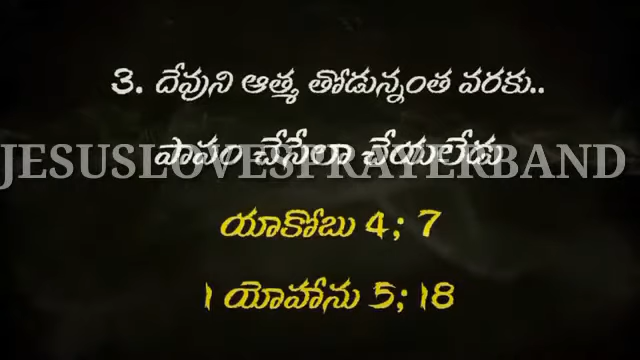 3. దేవుని ఆత్మ తోడున్నంత వరకు..
పాపం చేసేలా చేయలేడు
JESUSLOVESPRAYERBAND
యాకోబు 4; 7
1 యోహాను 5; 18